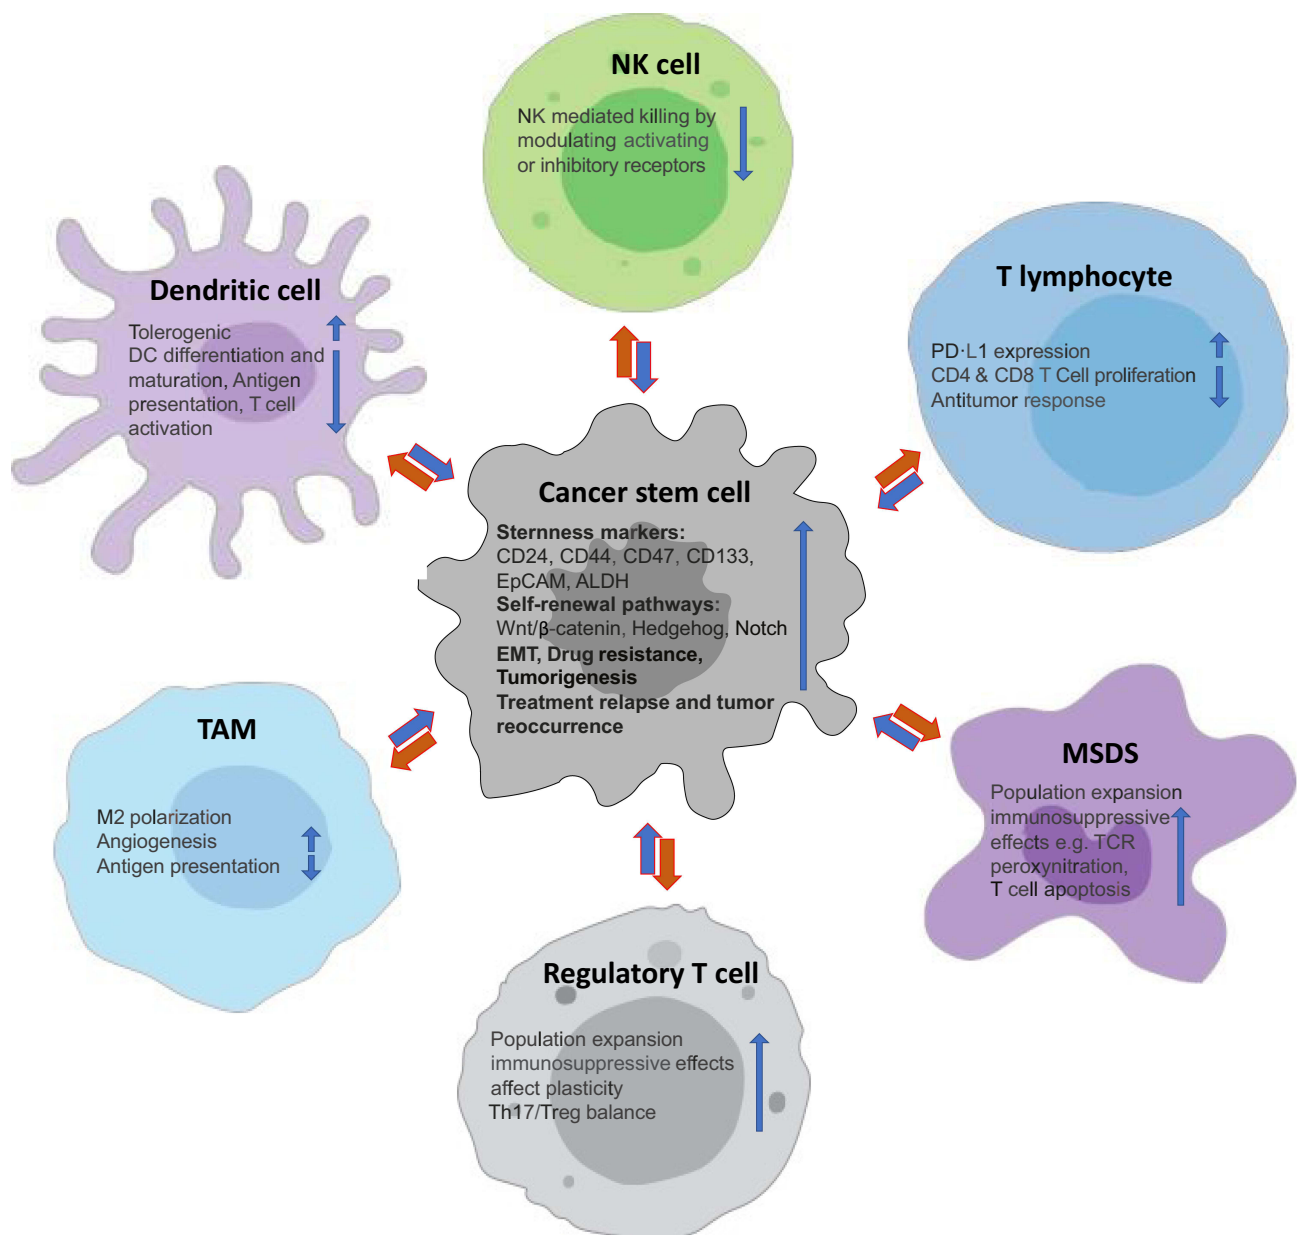 NK cell
NK mediated killing by
modulating activating
or inhibitory receptors
Dendritic cell
Tolerogenic
DC differentiation and
maturation, Antigen
presentation, T cell
activation
T lymphocyte
PD·L1 expression
CD4 & CD8 T Cell proliferation
Antitumor response
Cancer stem cell
Sternness markers:
CD24, CD44, CD47, CD133,
EpCAM, ALDH
Self-renewal pathways:
Wnt/β-catenin, Hedgehog, Notch
EMT, Drug resistance,
Tumorigenesis
Treatment relapse and tumor
reoccurrence
TAM
M2 polarization
Angiogenesis
Antigen presentation
MSDS
Population expansion
immunosuppressive
effects e.g. TCR
peroxynitration,
T cell apoptosis
Regulatory T cell
Population expansion
immunosuppressive effects
affect plasticity
Th17/Treg balance